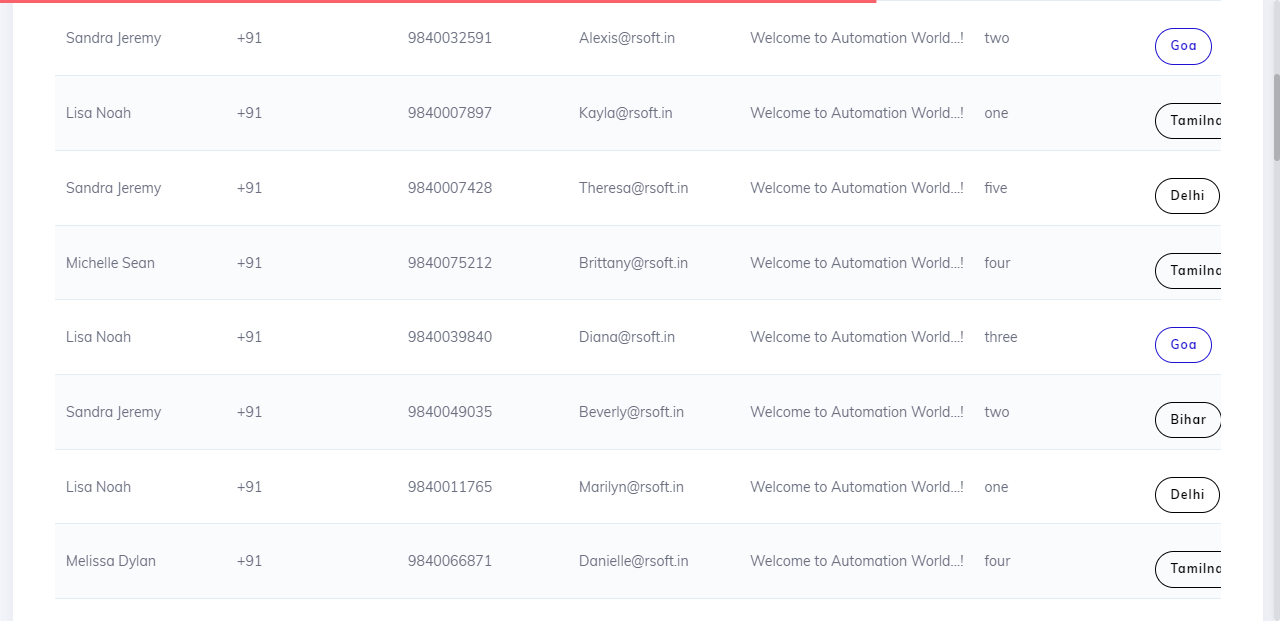 Sandra Jeremy +91 9840032591 Alexis@rsoft.in Welcome to Automation World...! two Goa
Lisa Noah +91 9840007897 Kayla@rsoft.in Welcome to Automation World...! one
Sandra Jeremy +91 9840007428 Theresa@rsoft.in Welcome to Automation World...! five Delhi
Michelle Sean +91 9840075212 Brittany@rsoft.in Welcome to Automation World...! four
Lisa Noah +91 9840039840 Diana@rsoft.in Welcome to Automation World...! three Goa
Sandra Jeremy +91 9840049035 Beverly@rsoft.in Welcome to Automation World...! two Bihar
Lisa Noah +91 9840011765 Marilyn@rsoft.in Welcome to Automation World...! one Delhi
Melissa Dylan +91 9840066871 Danielle@rsoft.in Welcome to Automation World...! four